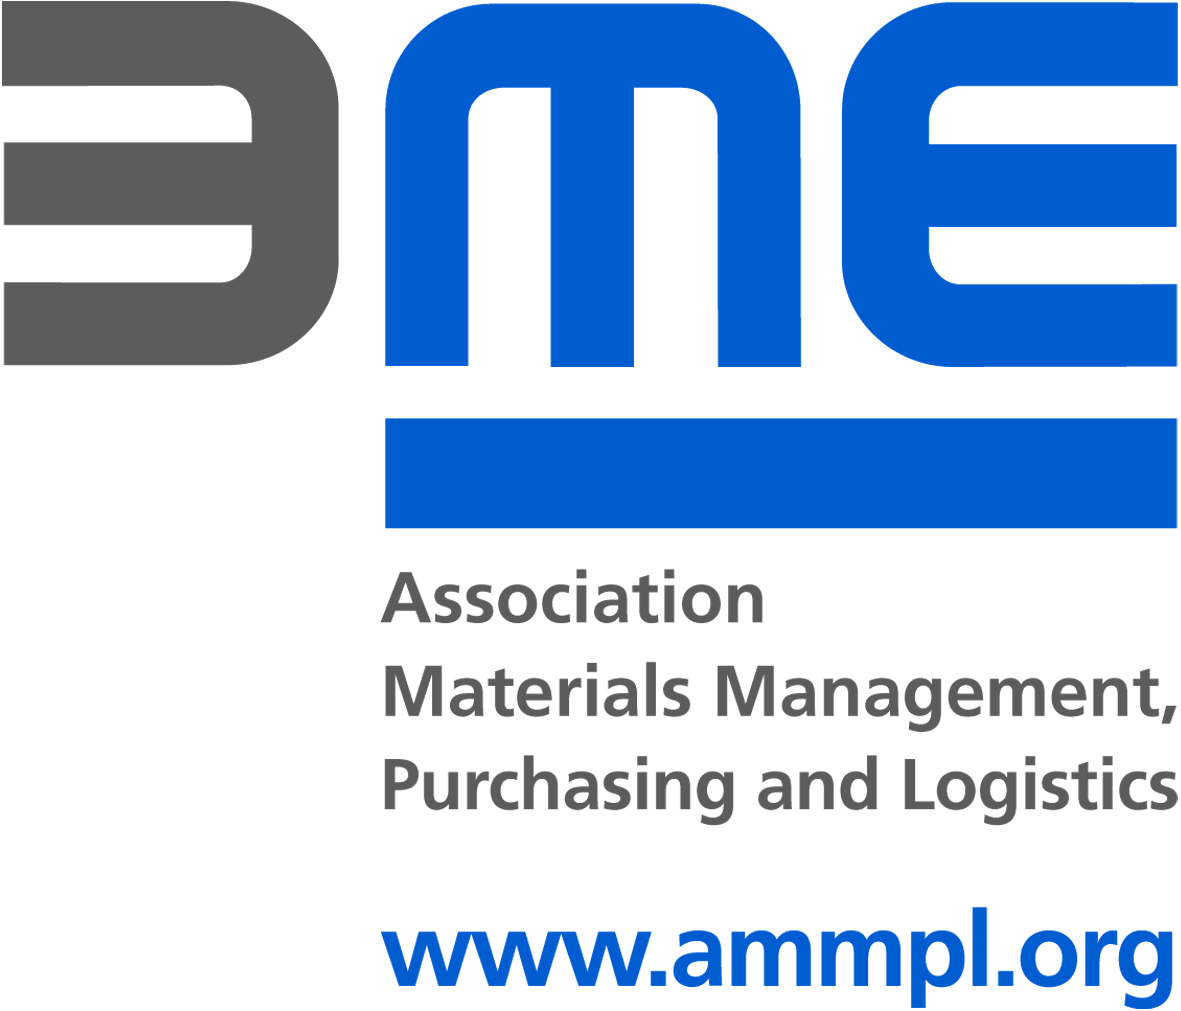 BME
Association
Materials Management,
Purchasing and Logistics
www.ammpl.org